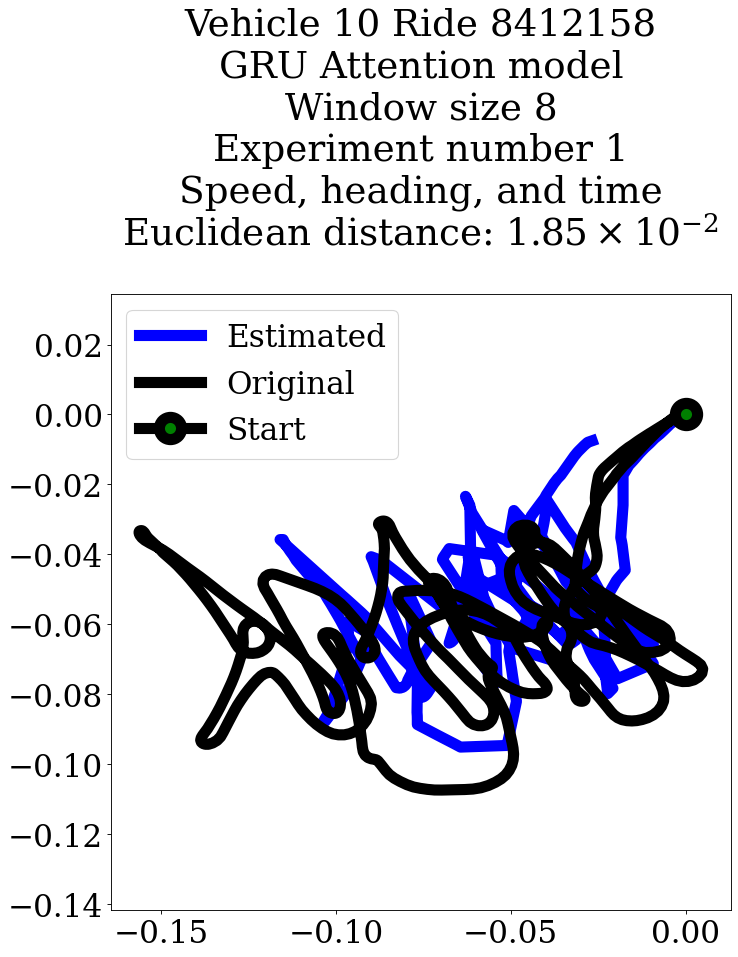 Vehicle 10 Ride 8412158
GRU Attention model
Window size 8
Experiment number 1
Speed, heading, and time
Euclidean distance: 1.85 × 10⁻²
Estimated
Original
Start
0.02
0.00
−0.02
−0.04
−0.06
−0.08
−0.10
−0.12
−0.14
−0.15
−0.10
−0.05
0.00